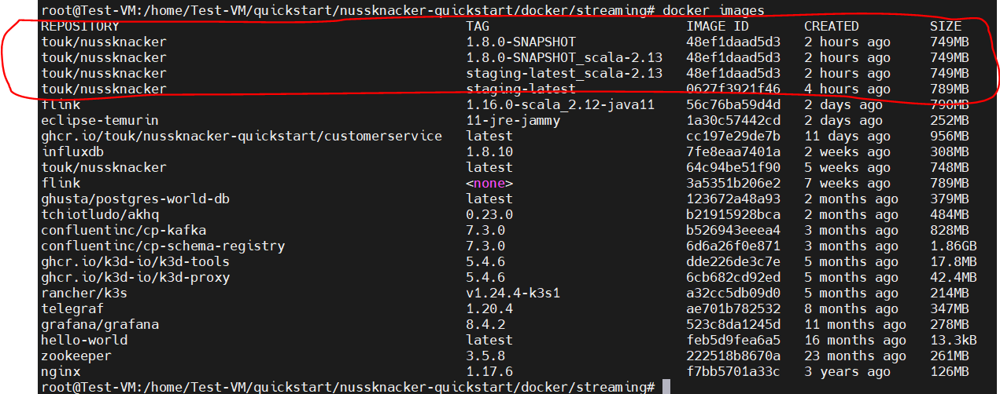 root@Test-VM:/home/Test-VM/quickstart/nussknacker-quickstart/docker/streaming# docker images
REPOSITORY TAG IMAGE ID CREATED SIZE
touk/nussknacker 1.8.0-SNAPSHOT 48ef1daad5d3 2 hours ago 749MB
touk/nussknacker 1.8.0-SNAPSHOT_scala-2.13 48ef1daad5d3 2 hours ago 749MB
touk/nussknacker staging-latest_scala-2.13 48ef1daad5d3 2 hours ago 749MB
touk/nussknacker staging-latest 0627f3921f46 4 hours ago 789MB
flink 1.16.0-scala_2.12-java11 56c76ba59d4d 2 days ago 790MB
eclipse-temurin 11-jre-jammy 1a30c57442cd 2 days ago 252MB
ghcr.io/touk/nussknacker-quickstart/customerservice latest cc197e29de7b 11 days ago 956MB
influxdb 1.8.10 7fe8eaa7401a 2 weeks ago 308MB
touk/nussknacker latest 64c94be51f90 5 weeks ago 748MB
flink <none> 3a5351b206e2 7 weeks ago 789MB
ghusta/postgres-world-db latest 123672a48a93 2 months ago 379MB
tchiotludo/akhq 0.23.0 b21915928bca 2 months ago 484MB
confluentinc/cp-kafka 7.3.0 b526943eeea4 3 months ago 828MB
confluentinc/cp-schema-registry 7.3.0 6d6a26f0e871 3 months ago 1.86GB
ghcr.io/k3d-io/k3d-tools 5.4.6 dde226de3c7e 5 months ago 17.8MB
ghcr.io/k3d-io/k3d-proxy 5.4.6 6cb682cd92ed 5 months ago 42.4MB
rancher/k3s v1.24.4-k3s1 a32cc5db09d0 5 months ago 214MB
telegraf 1.20.4 ae701b782532 8 months ago 347MB
grafana/grafana 8.4.2 523c8da1245d 11 months ago 278MB
hello-world latest feb5d9fea6a5 16 months ago 13.3kB
zookeeper 3.5.8 222518b8670a 23 months ago 261MB
nginx 1.17.6 f7bb5701a33c 3 years ago 126MB
root@Test-VM:/home/Test-VM/quickstart/nussknacker-quickstart/docker/streaming#